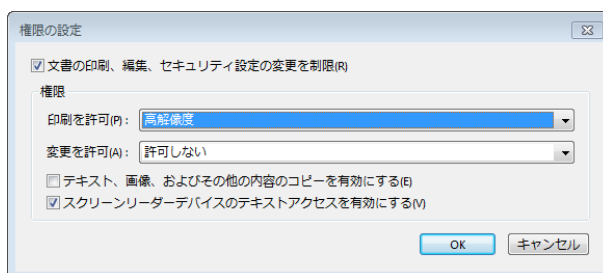 権限の設定
文書の印刷、編集、セキュリティ設定の変更を制限(R)
権限
印刷を許可(P): 高解像度
変更を許可(A): 許可しない
テキスト、画像、およびその他の内容のコピーを有効にする(E)
スクリーンリーダーデバイスのテキストアクセスを有効にする(V)
OK キャンセル